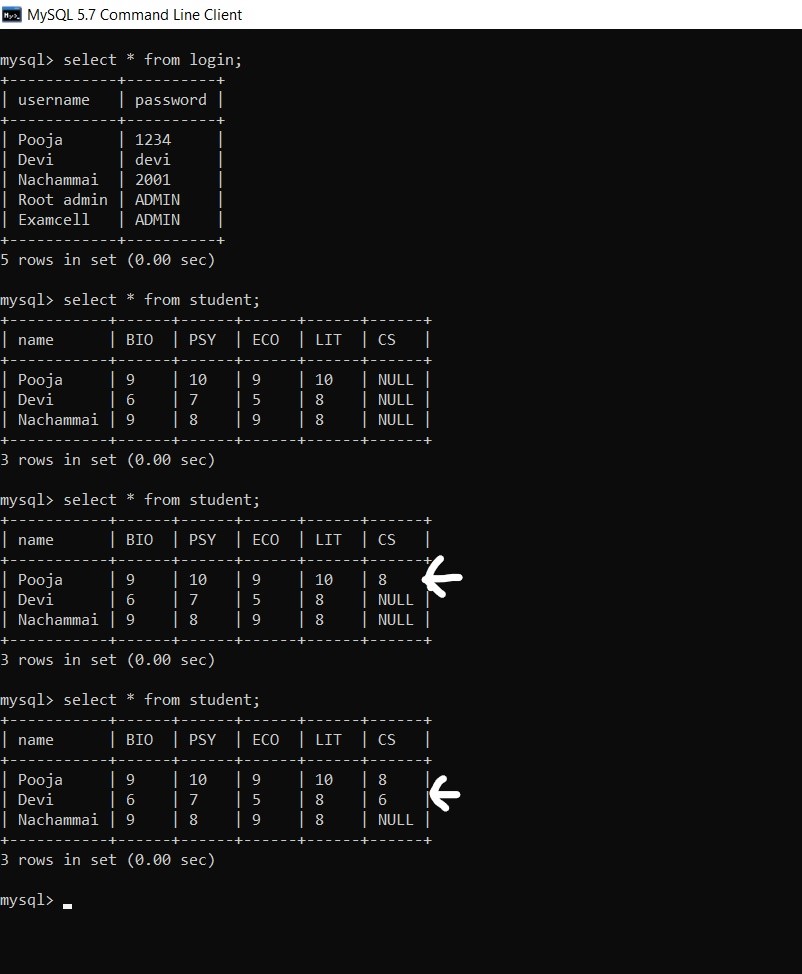 MySQL 5.7 Command Line Client
mysql> select * from login;
+------------+----------+
| username   | password |
+------------+----------+
| Pooja      | 1234     |
| Devi       | devi     |
| Nachammai  | 2001     |
| Root admin | ADMIN    |
| Examcell   | ADMIN    |
+------------+----------+
5 rows in set (0.00 sec)
mysql> select * from student;
+-----------+------+------+------+------+------+
| name      | BIO  | PSY  | ECO  | LIT  | CS   |
+-----------+------+------+------+------+------+
| Pooja     | 9    | 10   | 9    | 10   | NULL |
| Devi      | 6    | 7    | 5    | 8    | NULL |
| Nachammai | 9    | 8    | 9    | 8    | NULL |
+-----------+------+------+------+------+------+
3 rows in set (0.00 sec)
mysql> select * from student;
+-----------+------+------+------+------+------+
| name      | BIO  | PSY  | ECO  | LIT  | CS   |
+-----------+------+------+------+------+------+
| Pooja     | 9    | 10   | 9    | 10   | 8
| Devi      | 6    | 7    | 5    | 8    | NULL |
| Nachammai | 9    | 8    | 9    | 8    | NULL |
+-----------+------+------+------+------+------+
3 rows in set (0.00 sec)
mysql> select * from student;
+-----------+------+------+------+------+------+
| name      | BIO  | PSY  | ECO  | LIT  | CS   |
+-----------+------+------+------+------+------+
| Pooja     | 9    | 10   | 9    | 10   | 8    |
| Devi      | 6    | 7    | 5    | 8    | 6    |
| Nachammai | 9    | 8    | 9    | 8    | NULL |
+-----------+------+------+------+------+------+
3 rows in set (0.00 sec)
mysql> _